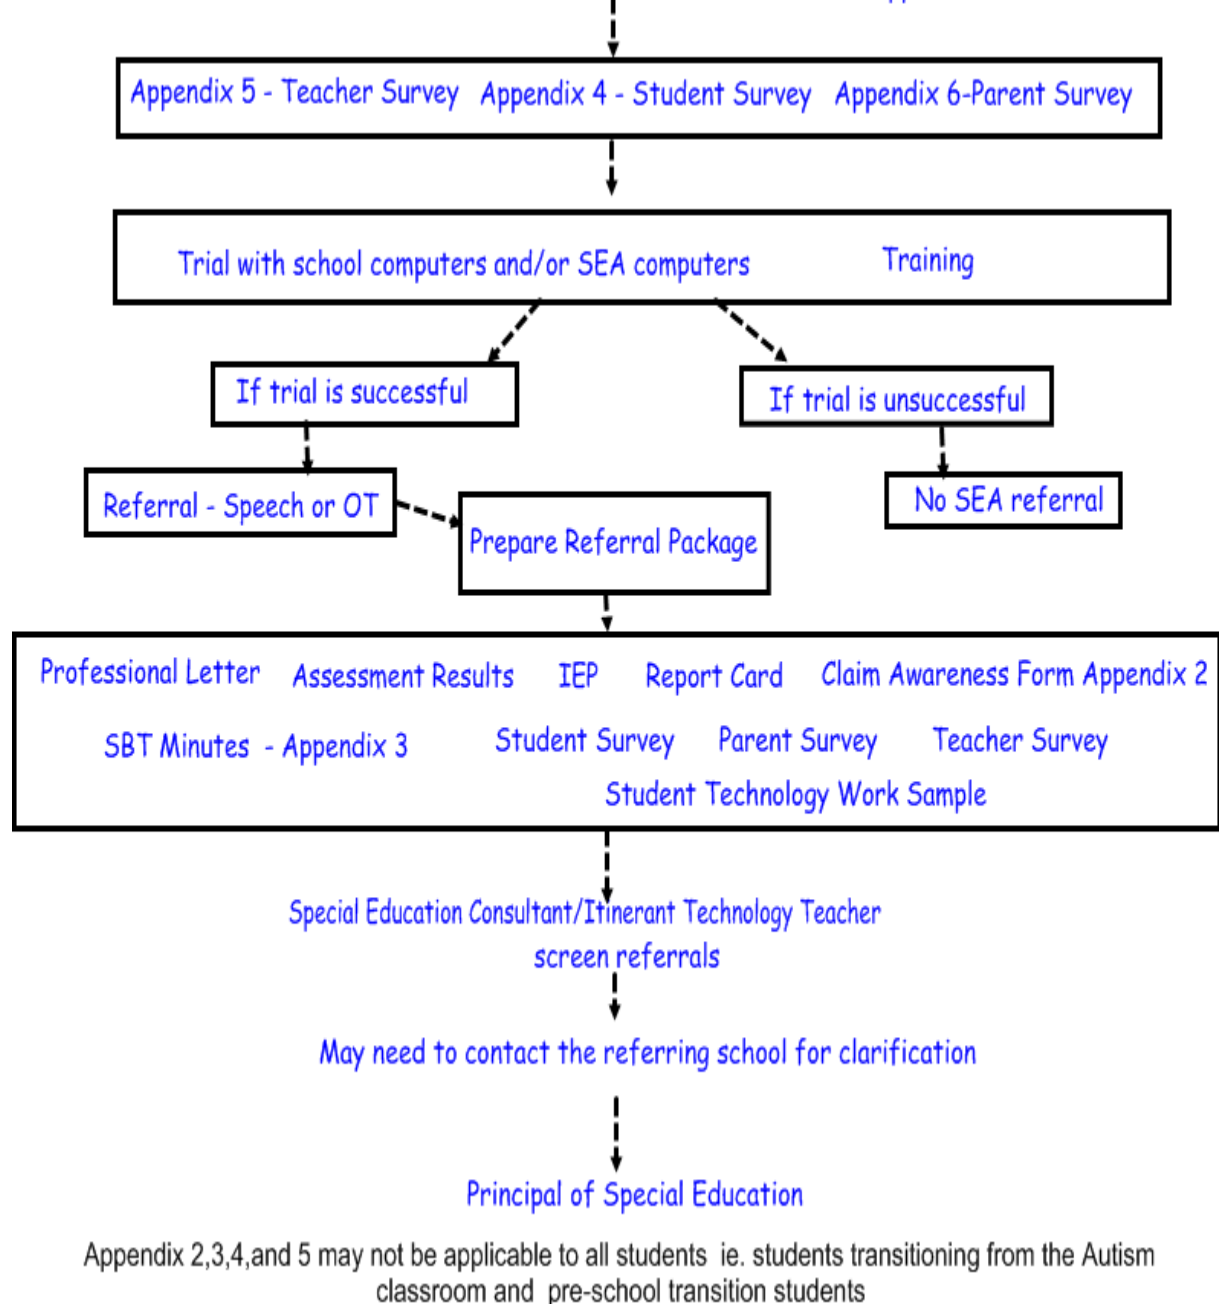 Appendix 5 - Teacher Survey Appendix 4 - Student Survey Appendix 6-Parent Survey
Trial with school computers and/or SEA computers Training
If trial is successful
If trial is unsuccessful
Referral - Speech or OT
No SEA referral
Prepare Referral Package
Professional Letter Assessment Results IEP Report Card Claim Awareness Form Appendix 2
SBT Minutes - Appendix 3 Student Survey Parent Survey Teacher Survey
Student Technology Work Sample
Special Education Consultant/Itinerant Technology Teacher
screen referrals
May need to contact the referring school for clarification
Principal of Special Education
Appendix 2,3,4,and 5 may not be applicable to all students ie. students transitioning from the Autism
classroom and pre-school transition students